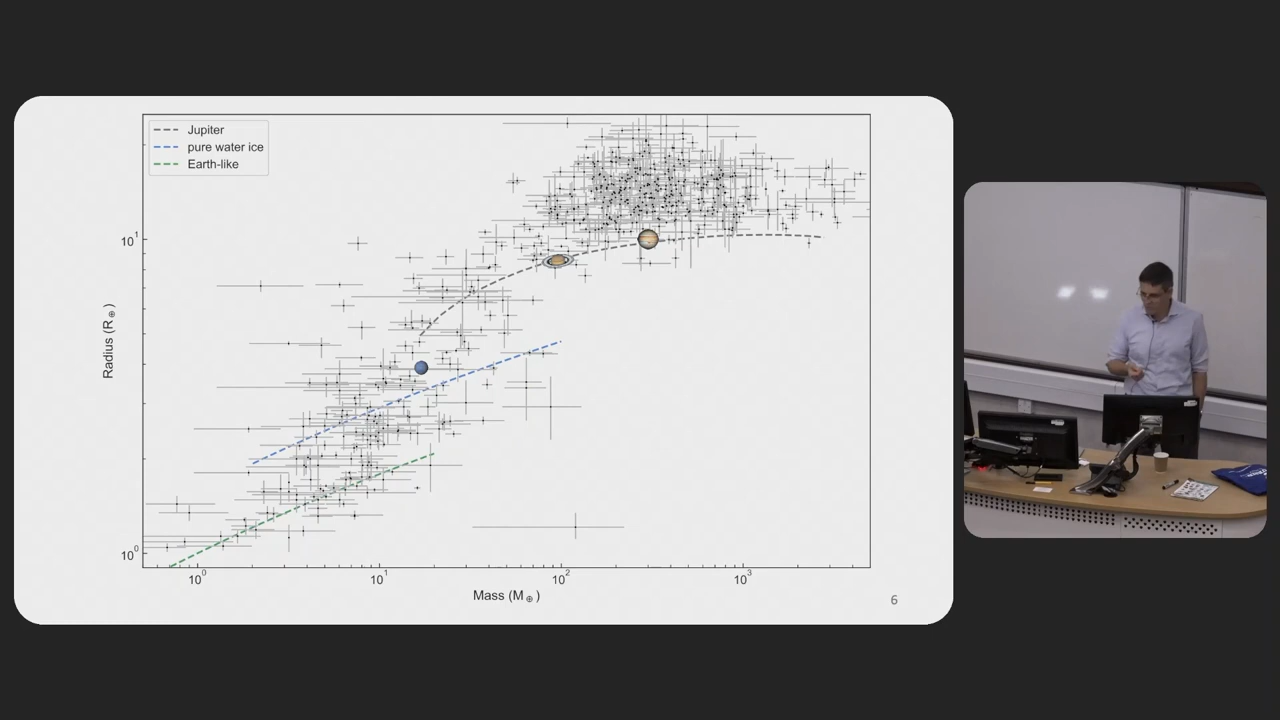 Jupiter
pure water ice
Earth-like
10¹
10⁰
Radius (R⊕)
10⁰
10¹
10²
10³
Mass (M⊕)
6